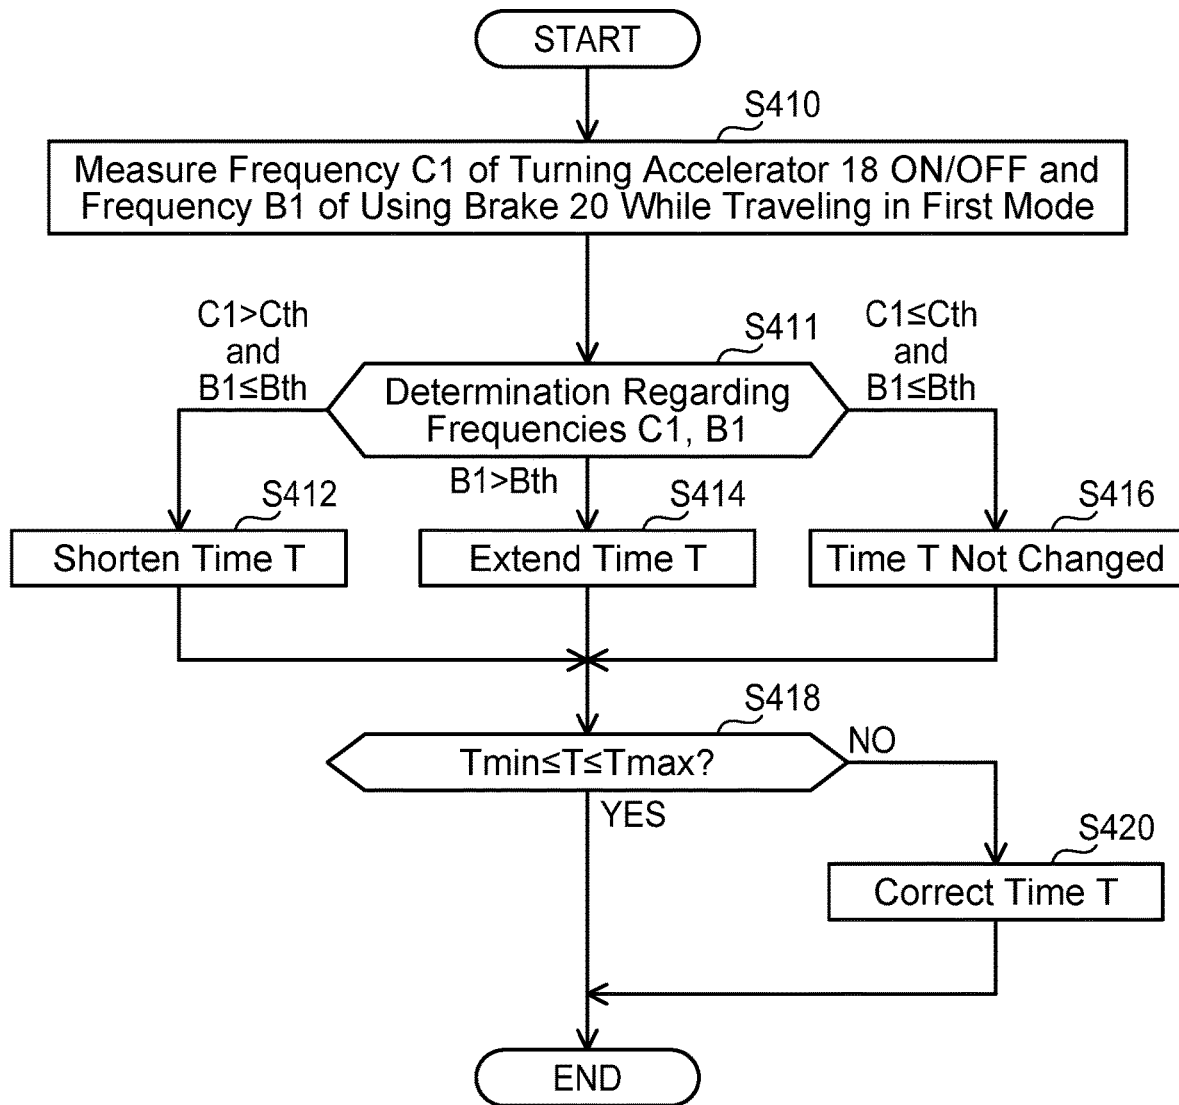 START
S410
Measure Frequency C1 of Turning Accelerator 18 ON/OFF and
Frequency B1 of Using Brake 20 While Traveling in First Mode
C1>Cth
and
B1≤Bth
S411
C1≤Cth
and
B1≤Bth
Determination Regarding
Frequencies C1, B1
B1>Bth
S412
Shorten Time T
S414
Extend Time T
S416
Time T Not Changed
S418
Tmin≤T≤Tmax?
NO
YES
S420
Correct Time T
END